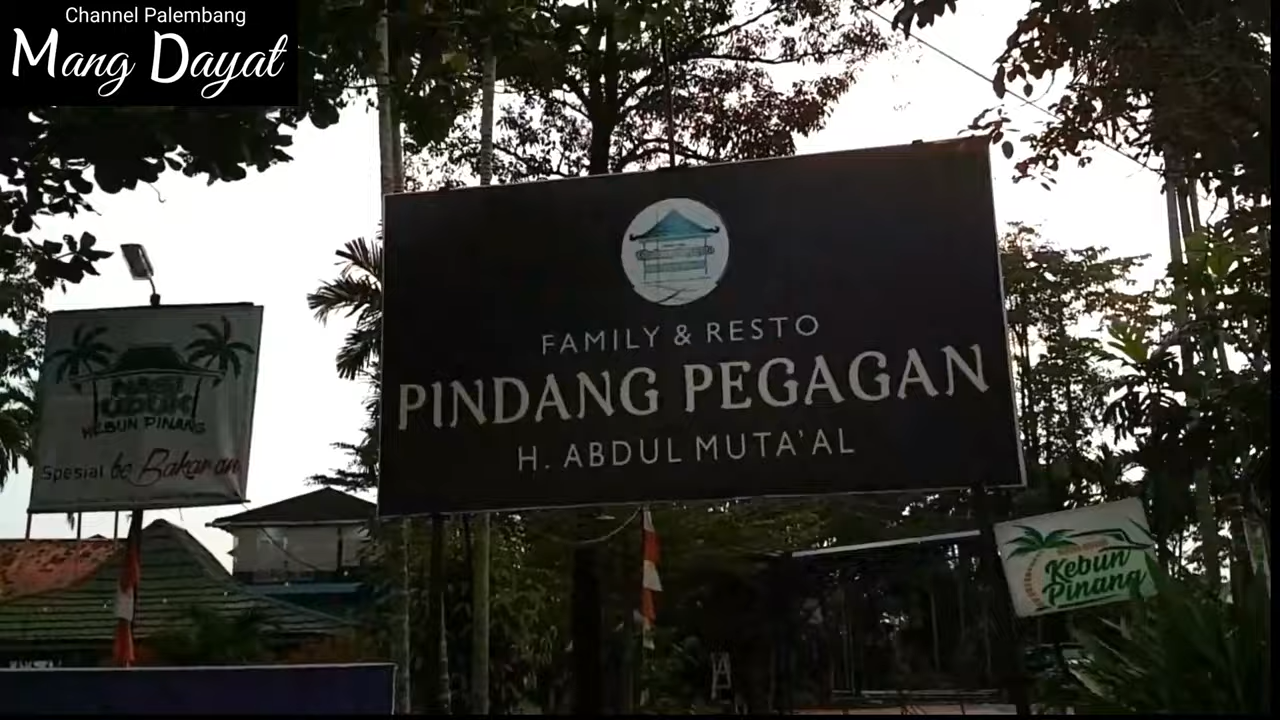 Channel Palembang
Mang Dayat
FAMILY & RESTO
PINDANG PEGAGAN
H. ABDUL MUTA'AL
NASI
UDUK
KEBUN PINANG
Spesial be Bakaran
Kebun
Pinang